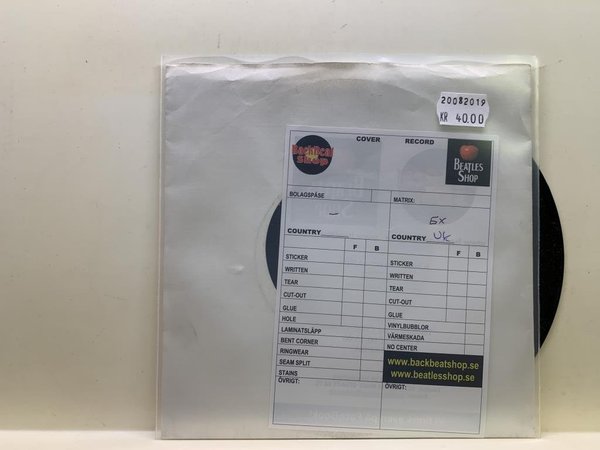 20082019
KR 40.00
COVER RECORD
BackBeat Shop
BEATLES SHOP
BOLAGSPÅSE MATRIX:
- EX
COUNTRY COUNTRY UK
F B F B
STICKER STICKER
WRITTEN WRITTEN
TEAR TEAR
CUT-OUT CUT-OUT
GLUE GLUE
HOLE VINYLBUBBLOR
LAMINATSLÄPP VÄRMESKADA
BENT CORNER NO CENTER
RINGWEAR www.backbeatshop.se
SEAM SPLIT www.beatlesshop.se
STAINS
ÖVRIGT: ÖVRIGT: